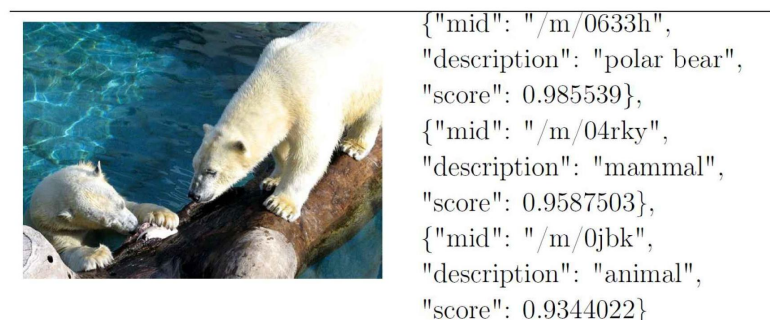 {"mid": "/m/0633h",
"description": "polar bear",
"score": 0.985539},
{"mid": "/m/04rky",
"description": "mammal",
"score": 0.9587503},
{"mid": "/m/0jbk",
"description": "animal",
"score": 0.9344022}